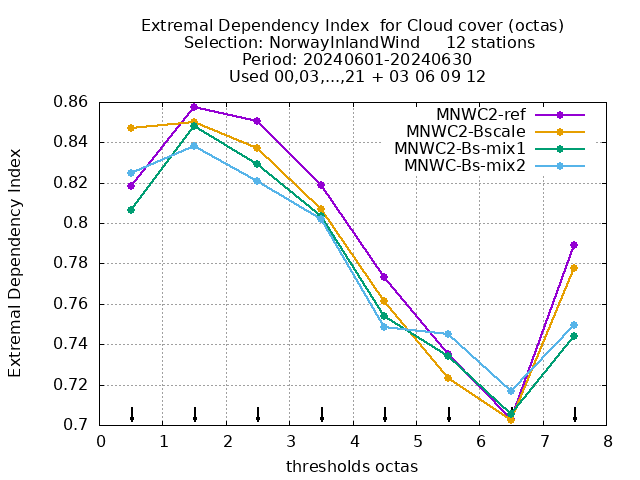 Extremal Dependency Index  for Cloud cover (octas)
Selection: NorwayInlandWind     12 stations
Period: 20240601-20240630
Used 00,03,...,21 + 03 06 09 12
MNWC2-ref
MNWC2-Bscale
MNWC2-Bs-mix1
MNWC-Bs-mix2
Extremal Dependency Index
0.86
0.84
0.82
0.8
0.78
0.76
0.74
0.72
0.7
0 1 2 3 4 5 6 7 8
thresholds octas